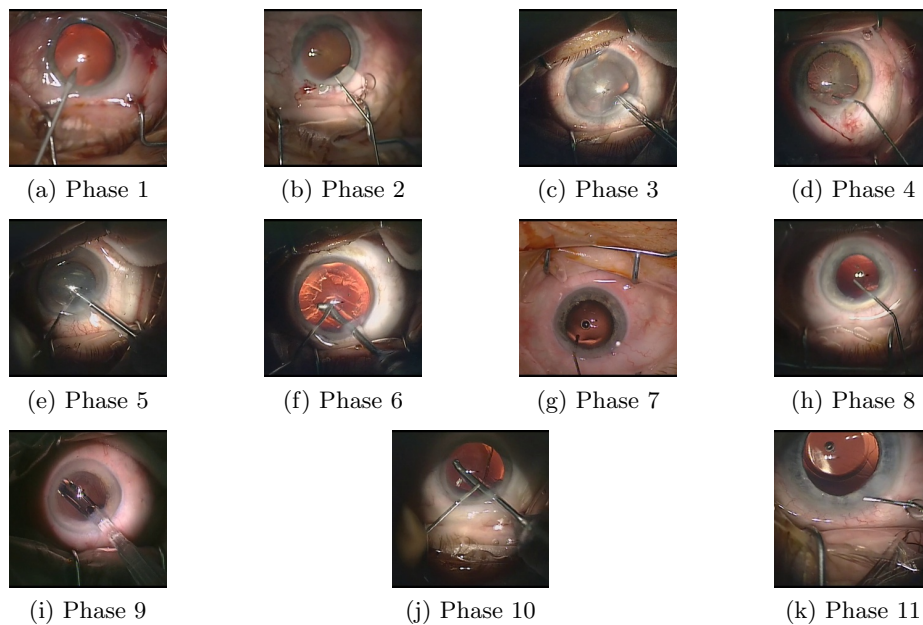 (a) Phase 1
(b) Phase 2
(c) Phase 3
(d) Phase 4
(e) Phase 5
(f) Phase 6
(g) Phase 7
(h) Phase 8
(i) Phase 9
(j) Phase 10
(k) Phase 11